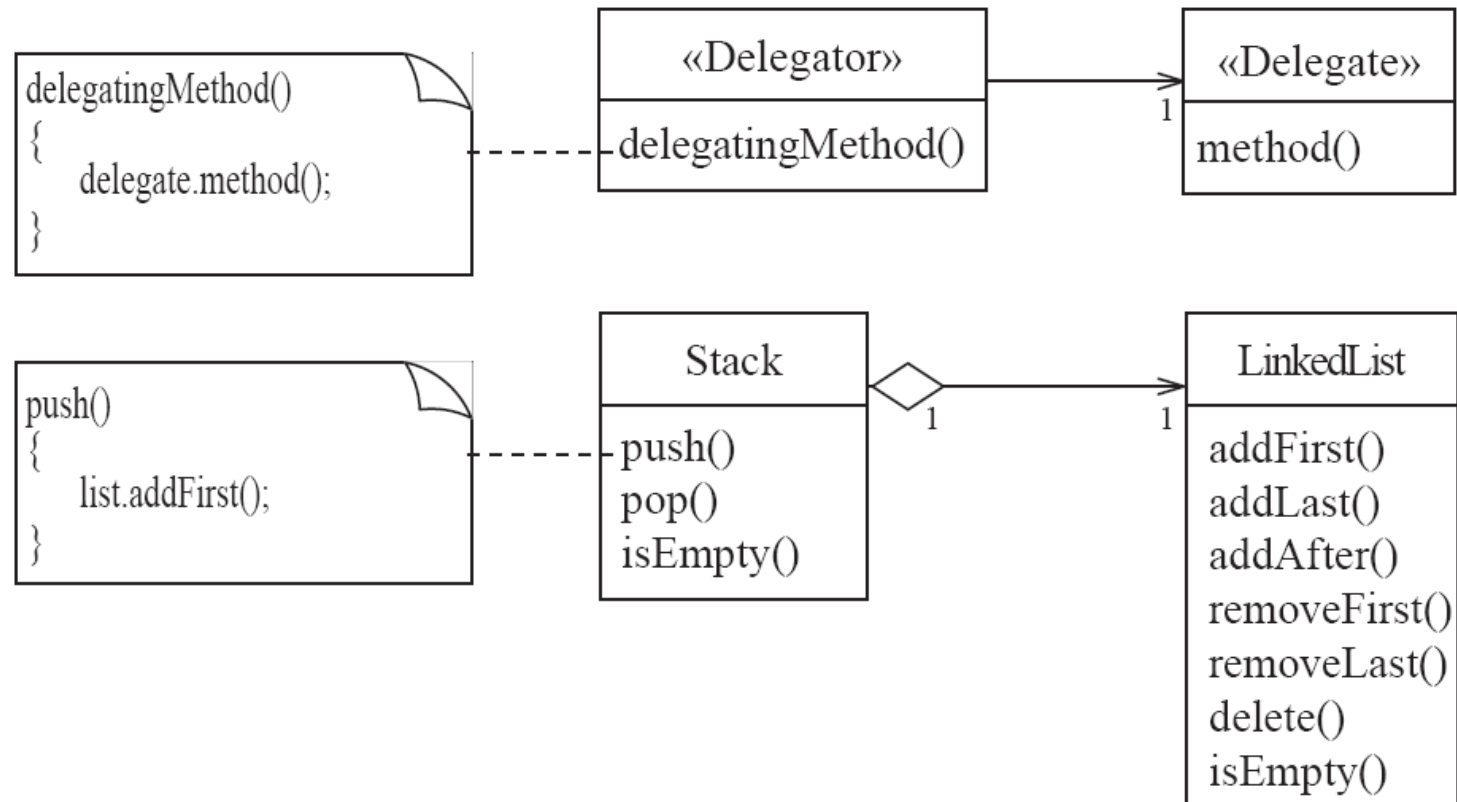 delegatingMethod()
{
delegate.method();
}
«Delegator»
delegatingMethod()
1
«Delegate»
method()
push()
{
list.addFirst();
}
Stack
push()
pop()
isEmpty()
1
1
LinkedList
addFirst()
addLast()
addAfter()
removeFirst()
removeLast()
delete()
isEmpty()